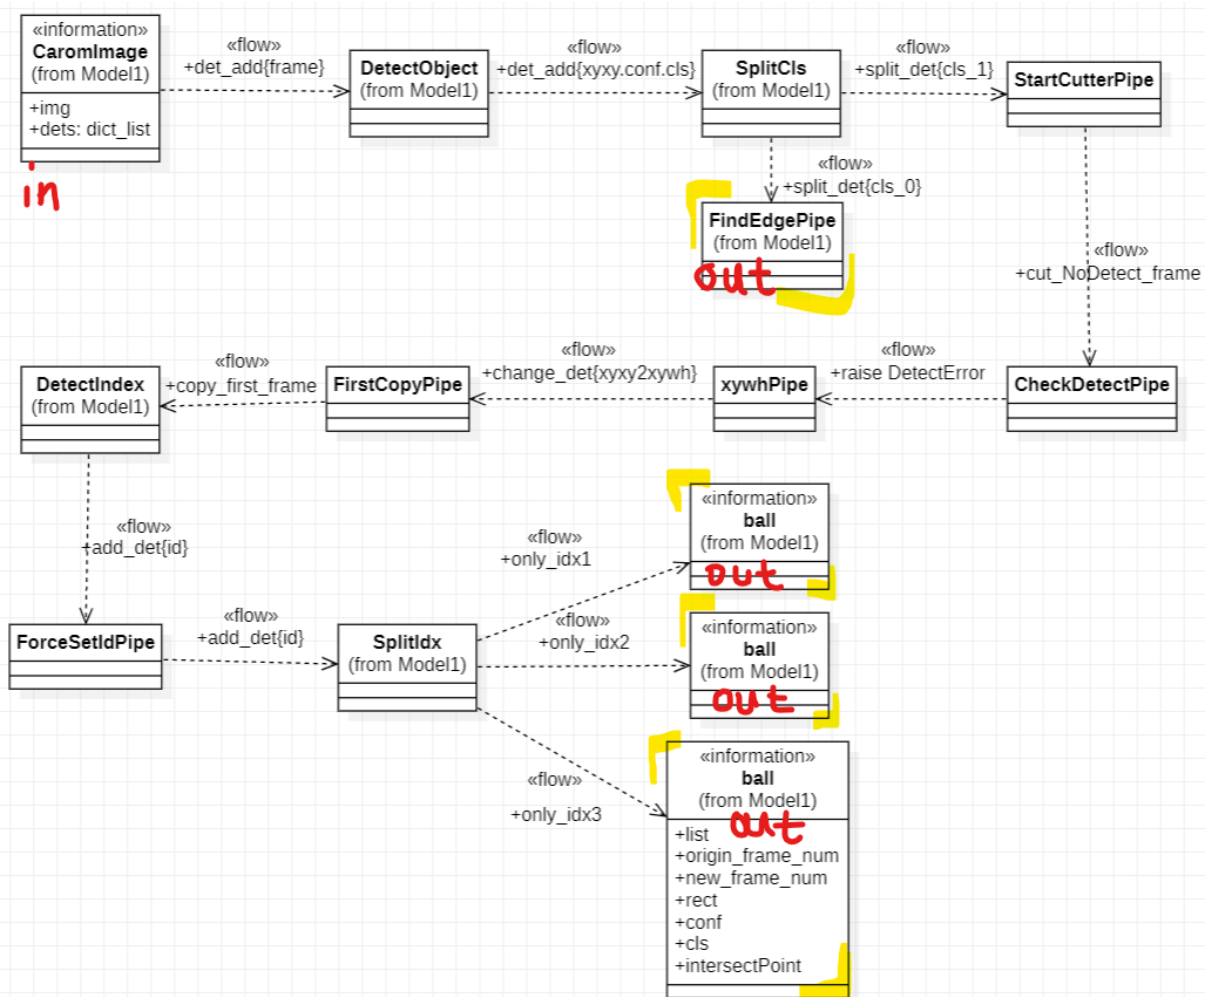 «information»
CaromImage
(from Model1)
+img
+dets: dict_list
in
«flow»
+det_add{frame}
DetectObject
(from Model1)
«flow»
+det_add{xyxy.conf.cls}
SplitCls
(from Model1)
«flow»
+split_det{cls_1}
StartCutterPipe
«flow»
+split_det{cls_0}
FindEdgePipe
(from Model1)
out
«flow»
+cut_NoDetect_frame
CheckDetectPipe
«flow»
+raise DetectError
xywhPipe
«flow»
+change_det{xyxy2xywh}
FirstCopyPipe
«flow»
+copy_first_frame
DetectIndex
(from Model1)
«flow»
+add_det{id}
ForceSetIdPipe
«flow»
+add_det{id}
SplitIdx
(from Model1)
«flow»
+only_idx1
«information»
ball
(from Model1)
out
«flow»
+only_idx2
«information»
ball
(from Model1)
out
«flow»
+only_idx3
«information»
ball
(from Model1)
out
+list
+origin_frame_num
+new_frame_num
+rect
+conf
+cls
+intersectPoint